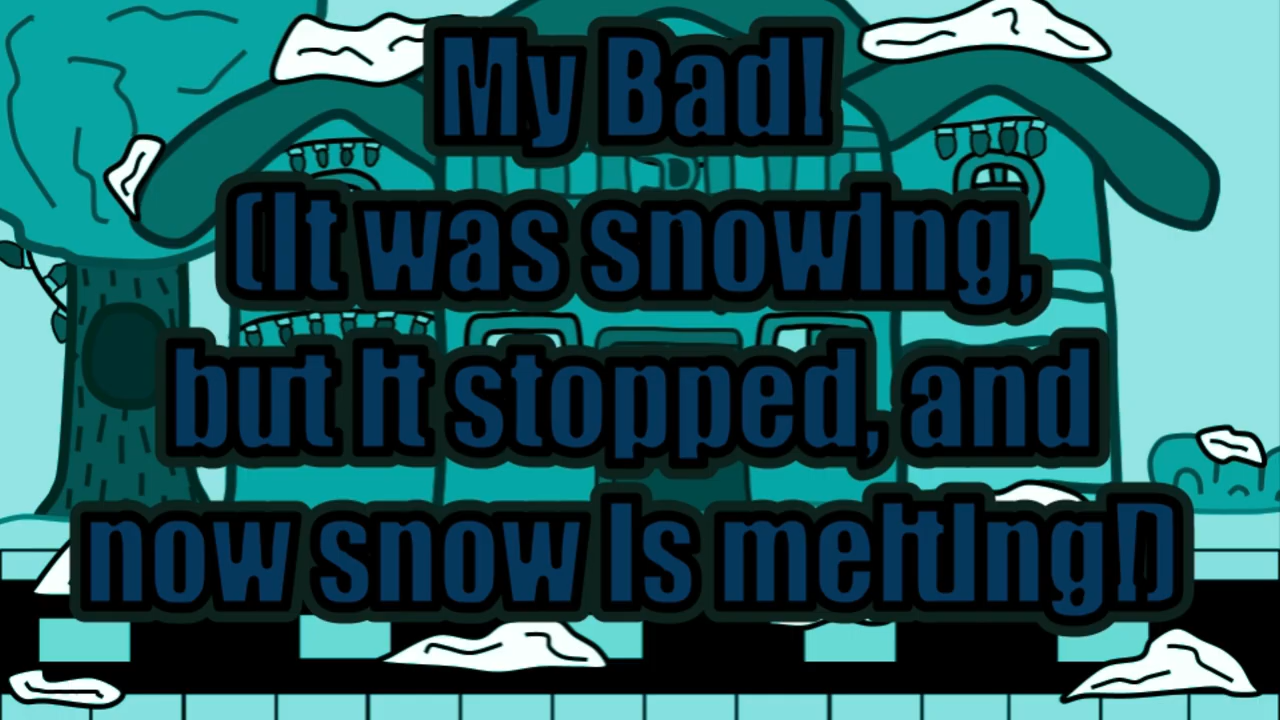 My Bad!
(It was snowing,
but it stopped, and
now snow is melting!)